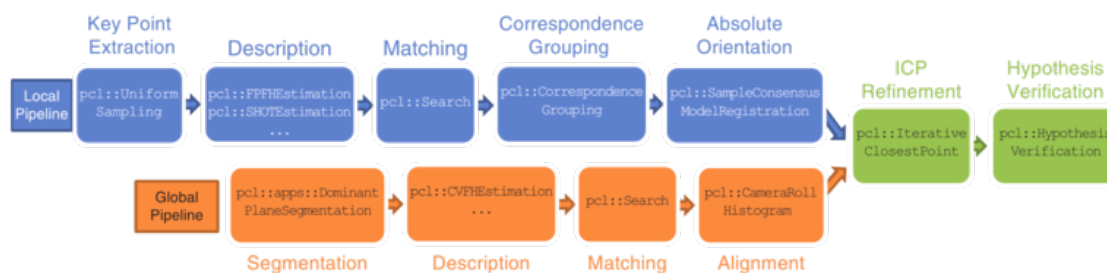 Key Point
Extraction
Description
Matching
Correspondence
Grouping
Absolute
Orientation
ICP
Refinement
Hypothesis
Verification
Local
Pipeline
pcl::Uniform
Sampling
pcl::FPFHEstimation
pcl::SHOTEstimation
...
pcl::Search
pcl::Correspondence
Grouping
pcl::SampleConsensus
ModelRegistration
pcl::Iterative
ClosestPoint
pcl::Hypothesis
Verification
Global
Pipeline
pcl::apps::Dominant
PlaneSegmentation
pcl::CVFHEstimation
...
pcl::Search
pcl::CameraRoll
Histogram
Segmentation
Description
Matching
Alignment